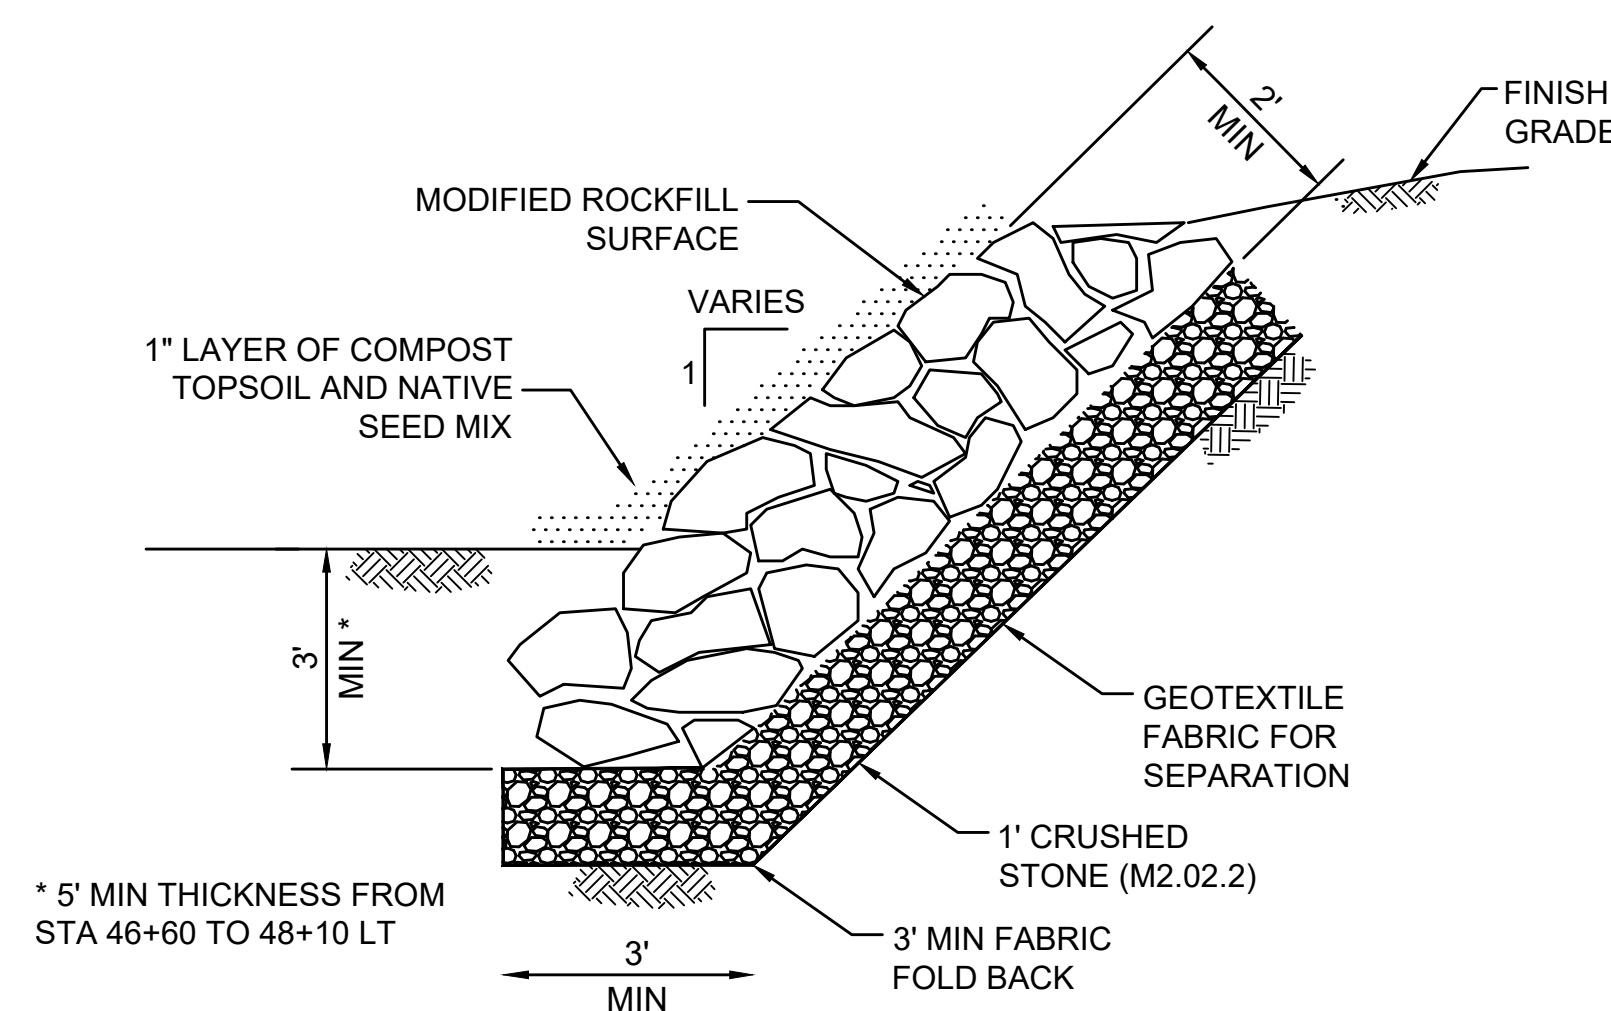 2'
MIN
FINISH
GRADE
MODIFIED ROCKFILL
SURFACE
VARIES
1
1" LAYER OF COMPOST
TOPSOIL AND NATIVE
SEED MIX
3'
MIN *
GEOTEXTILE
FABRIC FOR
SEPARATION
1' CRUSHED
STONE (M2.02.2)
* 5' MIN THICKNESS FROM
STA 46+60 TO 48+10 LT
3' MIN FABRIC
FOLD BACK
3'
MIN